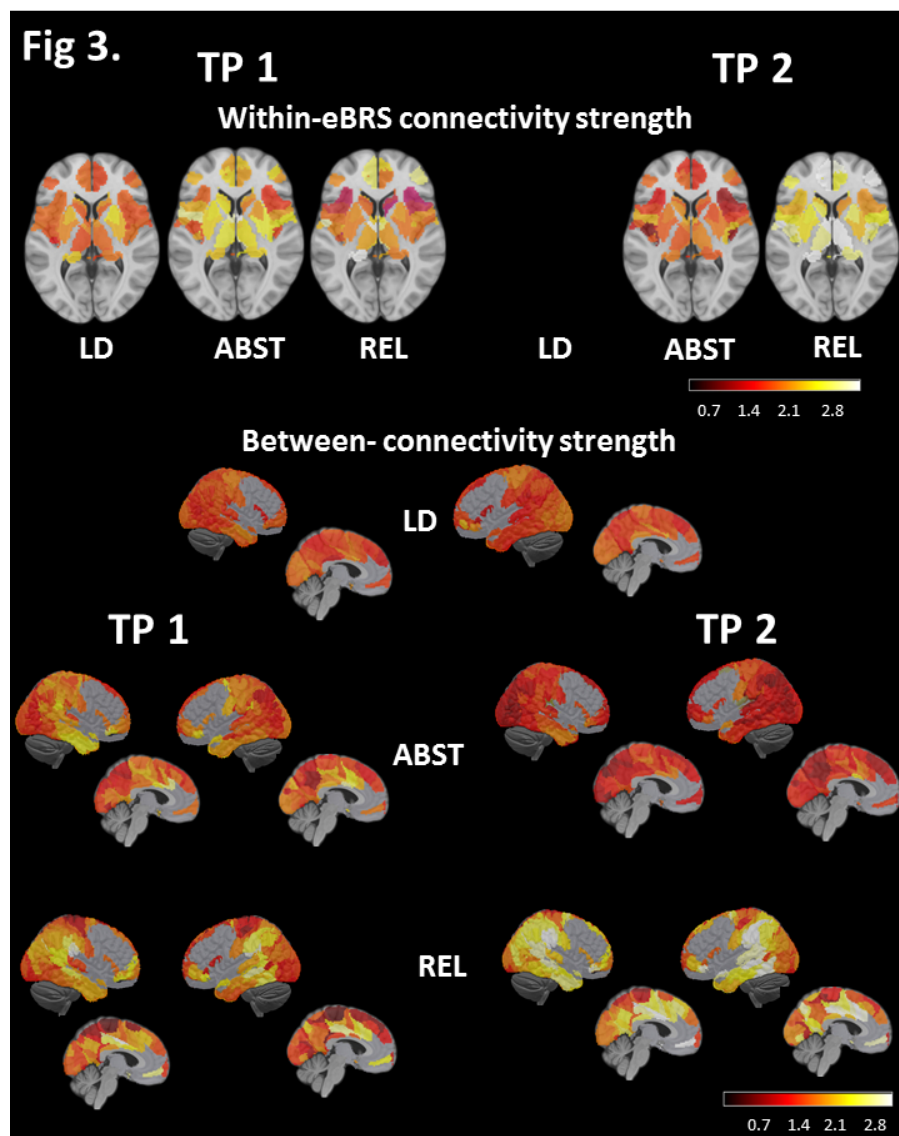 Fig 3.
TP 1 TP 2
Within-eBRS connectivity strength
LD ABST REL LD ABST REL
0.7 1.4 2.1 2.8
Between- connectivity strength
LD
TP 1 TP 2
ABST
REL
0.7 1.4 2.1 2.8